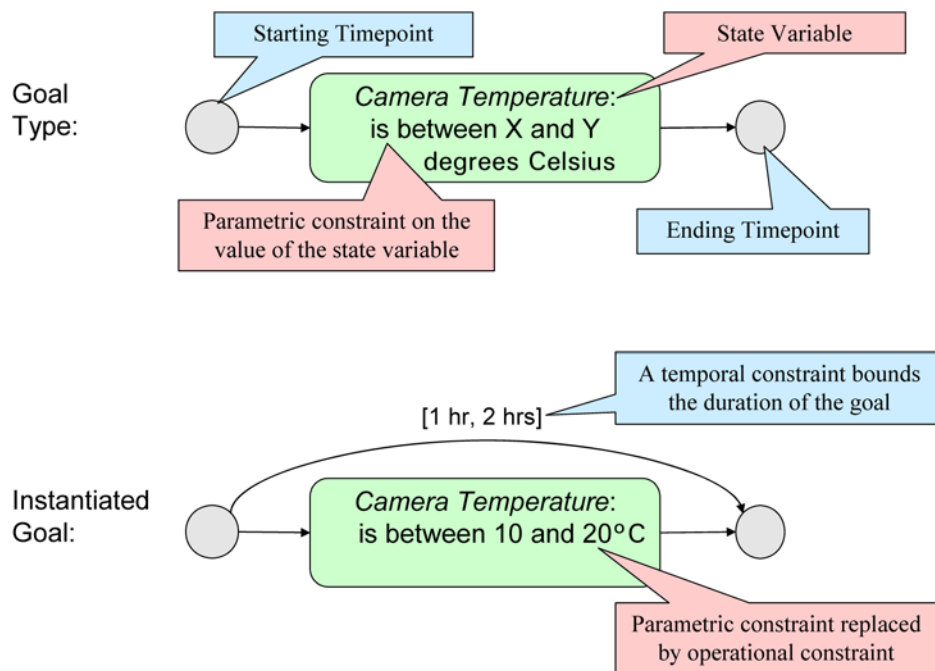 Starting Timepoint
State Variable
Goal
Type:
Camera Temperature:
is between X and Y
degrees Celsius
Parametric constraint on the
value of the state variable
Ending Timepoint
A temporal constraint bounds
the duration of the goal
[1 hr, 2 hrs]
Instantiated
Goal:
Camera Temperature:
is between 10 and 20° C
Parametric constraint replaced
by operational constraint